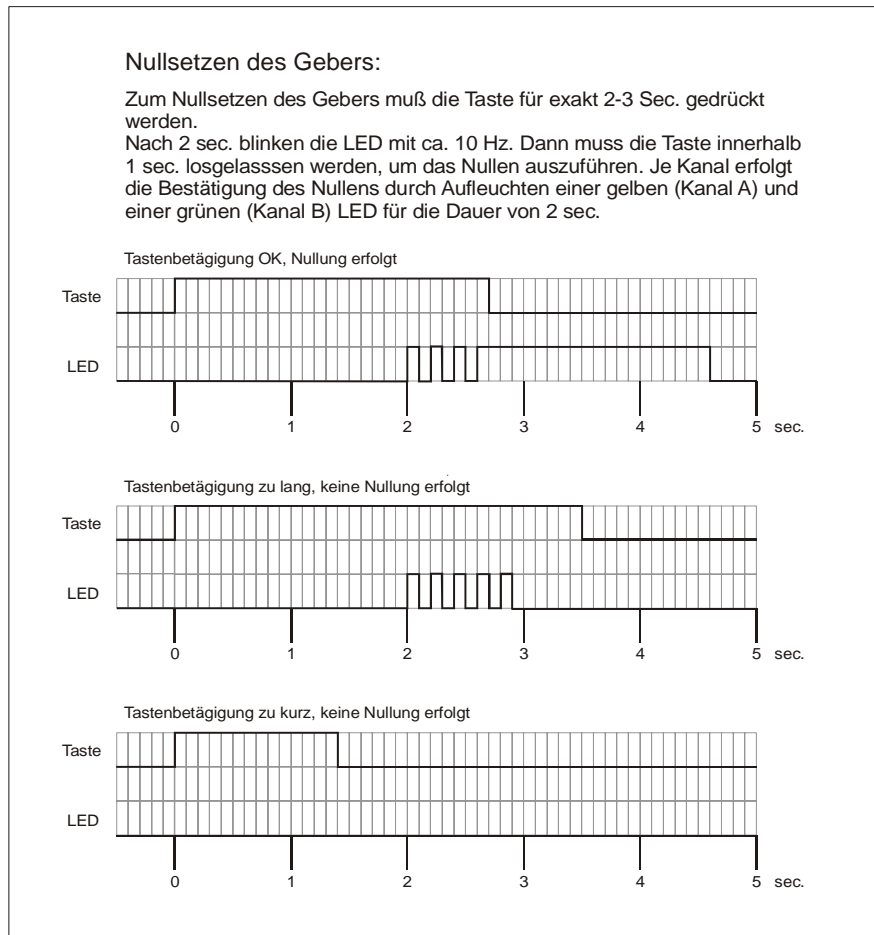 Nullsetzen des Gebers:
Zum Nullsetzen des Gebers muß die Taste für exakt 2-3 Sec. gedrückt
werden.
Nach 2 sec. blinken die LED mit ca. 10 Hz. Dann muss die Taste innerhalb
1 sec. losgelasssen werden, um das Nullen auszuführen. Je Kanal erfolgt
die Bestätigung des Nullens durch Aufleuchten einer gelben (Kanal A) und
einer grünen (Kanal B) LED für die Dauer von 2 sec.
Tastenbetägigung OK, Nullung erfolgt
Taste
LED
0 1 2 3 4 5 sec.
Tastenbetägigung zu lang, keine Nullung erfolgt
Taste
LED
0 1 2 3 4 5 sec.
Tastenbetägigung zu kurz, keine Nullung erfolgt
Taste
LED
0 1 2 3 4 5 sec.